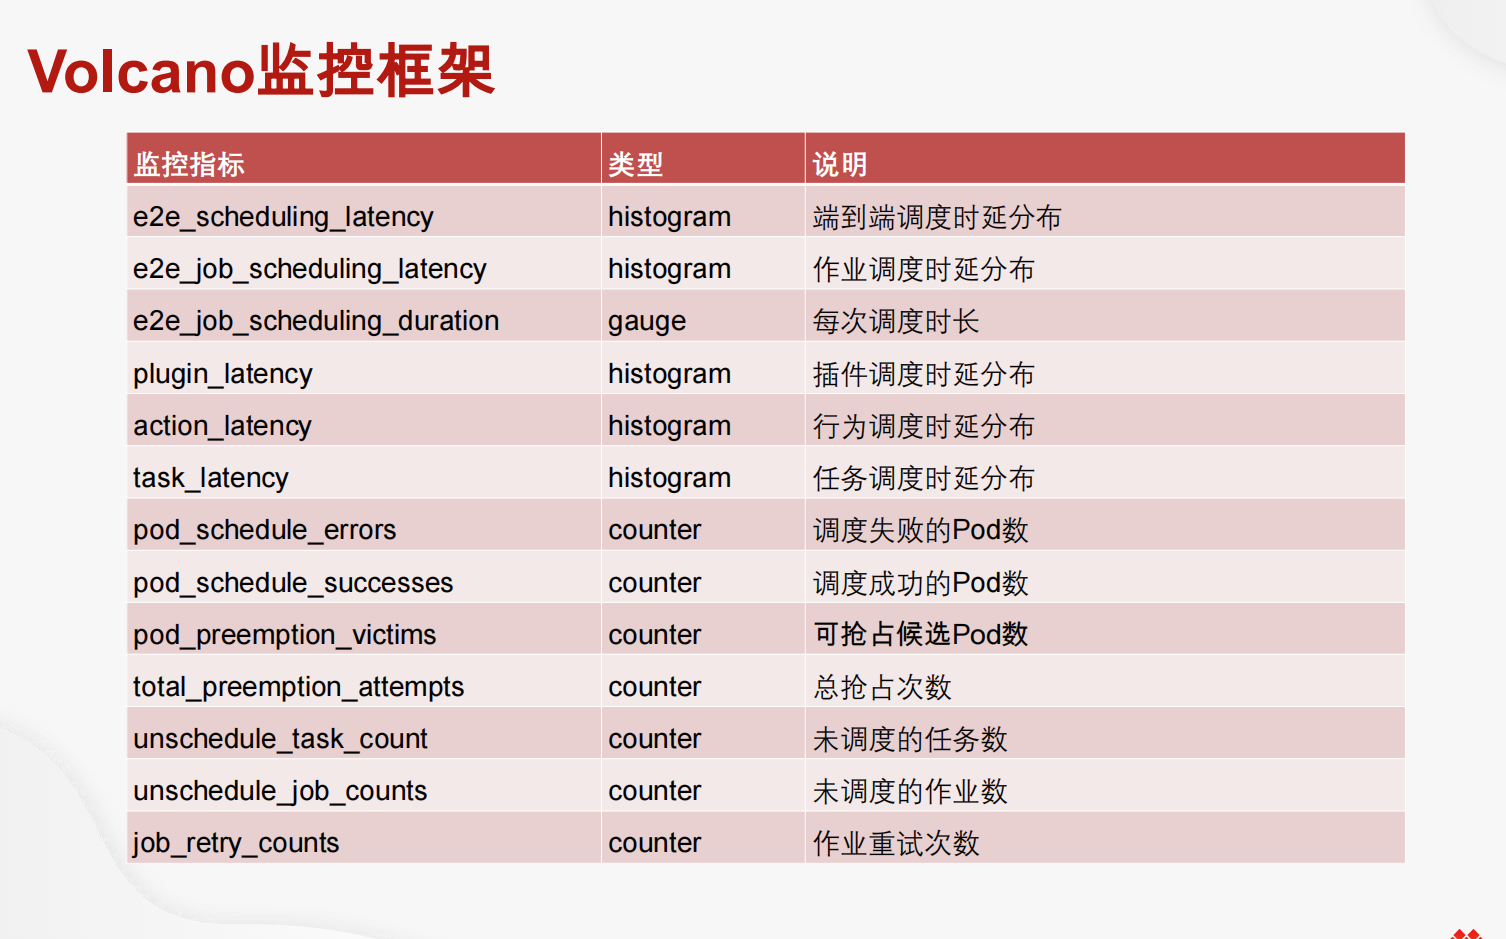 Volcano监控框架
监控指标 类型 说明
e2e_scheduling_latency histogram 端到端调度时延分布
e2e_job_scheduling_latency histogram 作业调度时延分布
e2e_job_scheduling_duration gauge 每次调度时长
plugin_latency histogram 插件调度时延分布
action_latency histogram 行为调度时延分布
task_latency histogram 任务调度时延分布
pod_schedule_errors counter 调度失败的Pod数
pod_schedule_successes counter 调度成功的Pod数
pod_preemption_victims counter 可抢占候选Pod数
total_preemption_attempts counter 总抢占次数
unschedule_task_count counter 未调度的任务数
unschedule_job_counts counter 未调度的作业数
job_retry_counts counter 作业重试次数